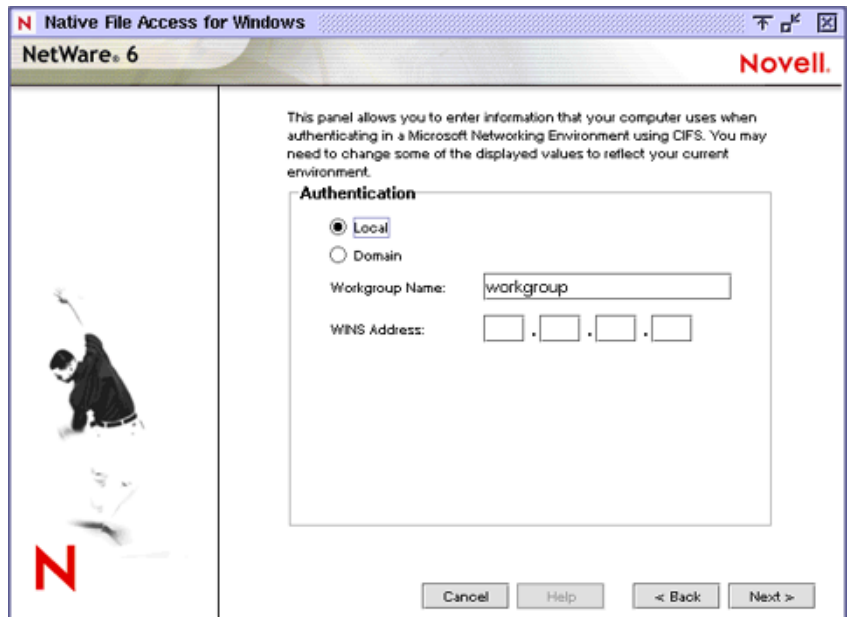 N Native File Access for Windows
NetWare® 6
Novell®
This panel allows you to enter information that your computer uses when
authenticating in a Microsoft Networking Environment using CIFS. You may
need to change some of the displayed values to reflect your current
environment.
Authentication
Local
Domain
Workgroup Name: workgroup
WINS Address: . . .
N
Cancel Help < Back Next >